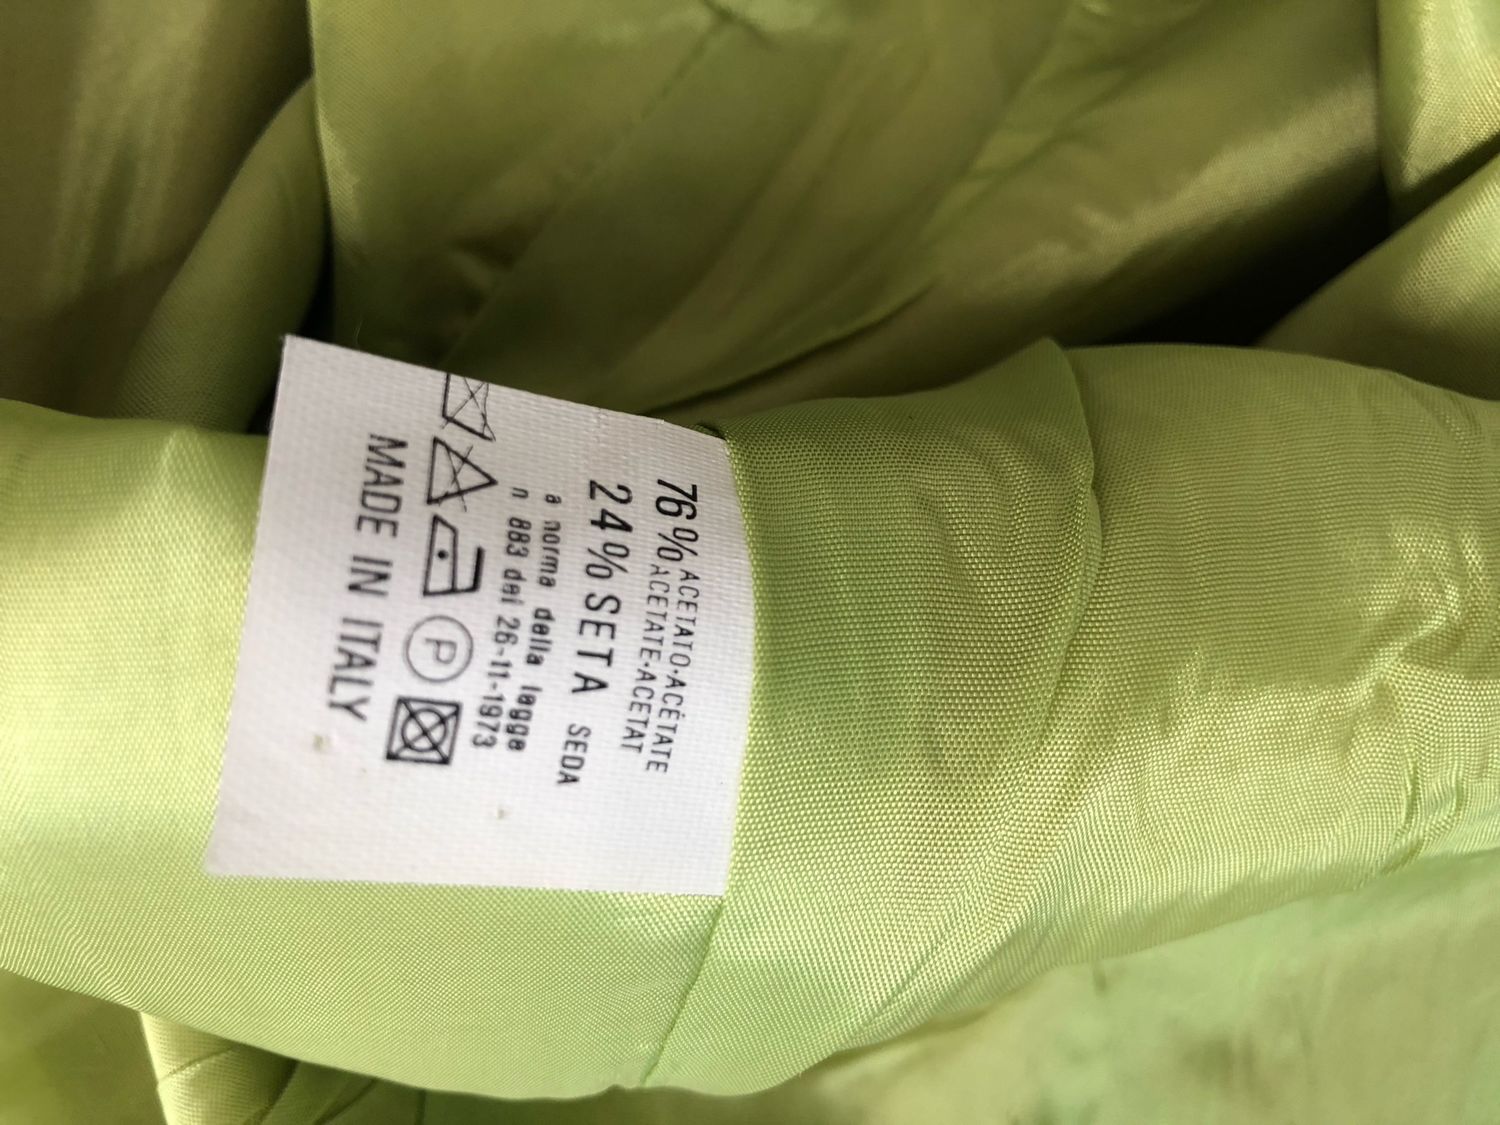 76% ACETATO·ACÉTATE
ACETATE·ACETAT
24% SETA SEDA
a norma della legge
n 883 del 26-11-1973
P
MADE IN ITALY